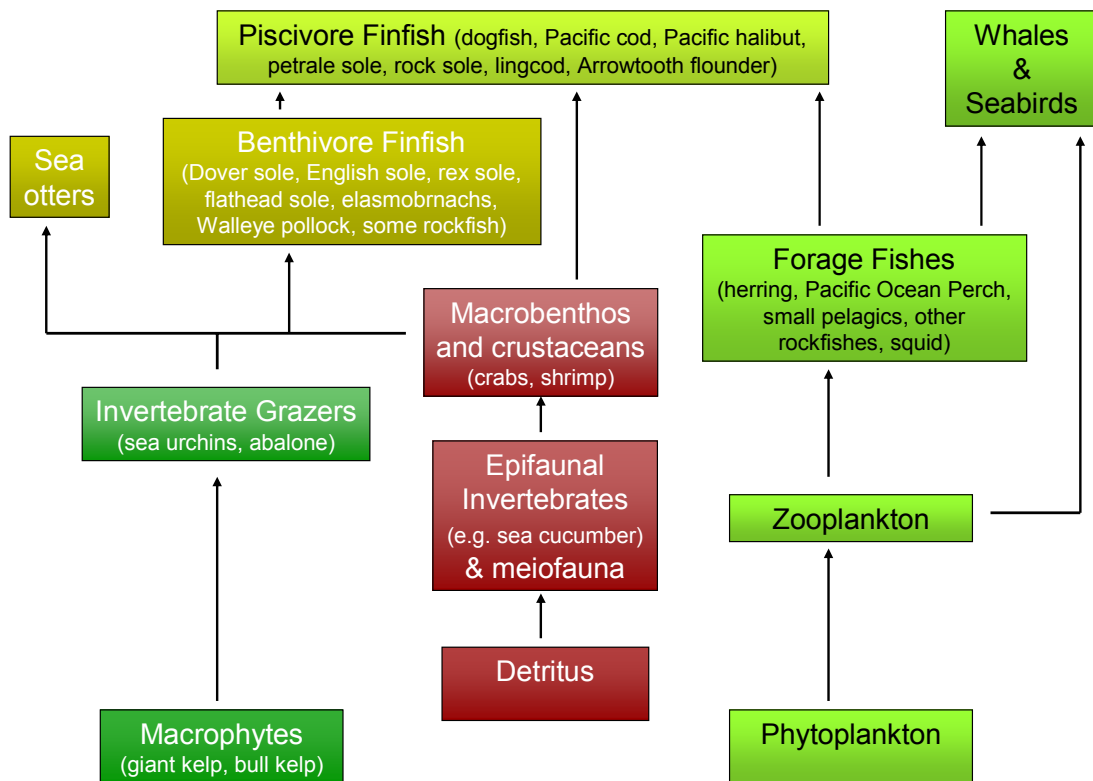 Piscivore Finfish (dogfish, Pacific cod, Pacific halibut,
petrale sole, rock sole, lingcod, Arrowtooth flounder)
Whales
&
Seabirds
Sea
otters
Benthivore Finfish
(Dover sole, English sole, rex sole,
flathead sole, elasmobrnachs,
Walleye pollock, some rockfish)
Forage Fishes
(herring, Pacific Ocean Perch,
small pelagics, other
rockfishes, squid)
Macrobenthos
and crustaceans
(crabs, shrimp)
Invertebrate Grazers
(sea urchins, abalone)
Epifaunal
Invertebrates
(e.g. sea cucumber)
& meiofauna
Zooplankton
Detritus
Macrophytes
(giant kelp, bull kelp)
Phytoplankton